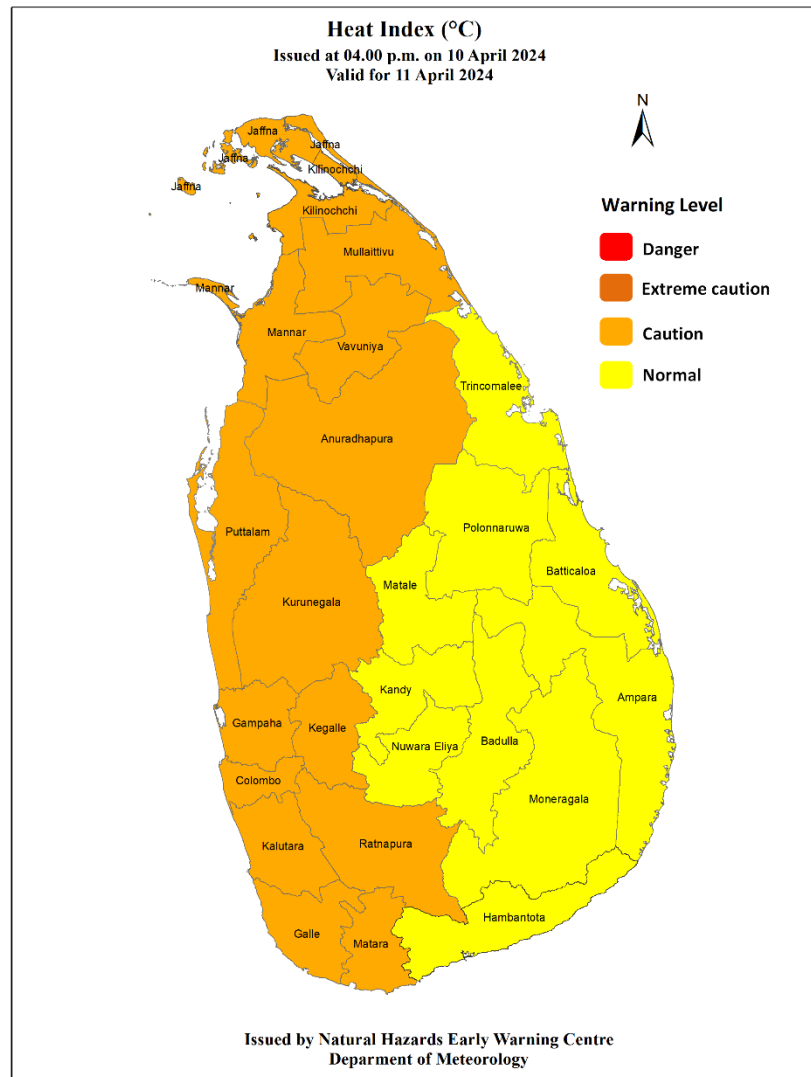 Heat Index (°C)
Issued at 04.00 p.m. on 10 April 2024
Valid for 11 April 2024
N
Warning Level
Danger
Extreme caution
Caution
Normal
Jaffna
Jaffna
Jaffna
Kilinochchi
Jaffna
Kilinochchi
Mullaittivu
Mannar
Mannar
Vavuniya
Trincomalee
Anuradhapura
Puttalam
Polonnaruwa
Batticaloa
Matale
Kurunegala
Kandy
Ampara
Gampaha
Kegalle
Nuwara Eliya
Badulla
Colombo
Moneragala
Kalutara
Ratnapura
Hambantota
Galle
Matara
Issued by Natural Hazards Early Warning Centre
Deparment of Meteorology